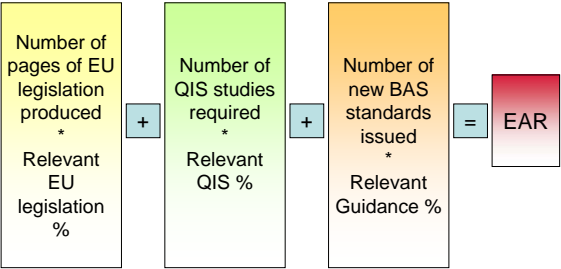 Number of
pages of EU
legislation
produced
*
Relevant
EU
legislation
%
+
Number of
QIS studies
required
*
Relevant
QIS %
+
Number of
new BAS
standards
issued
*
Relevant
Guidance %
=
EAR